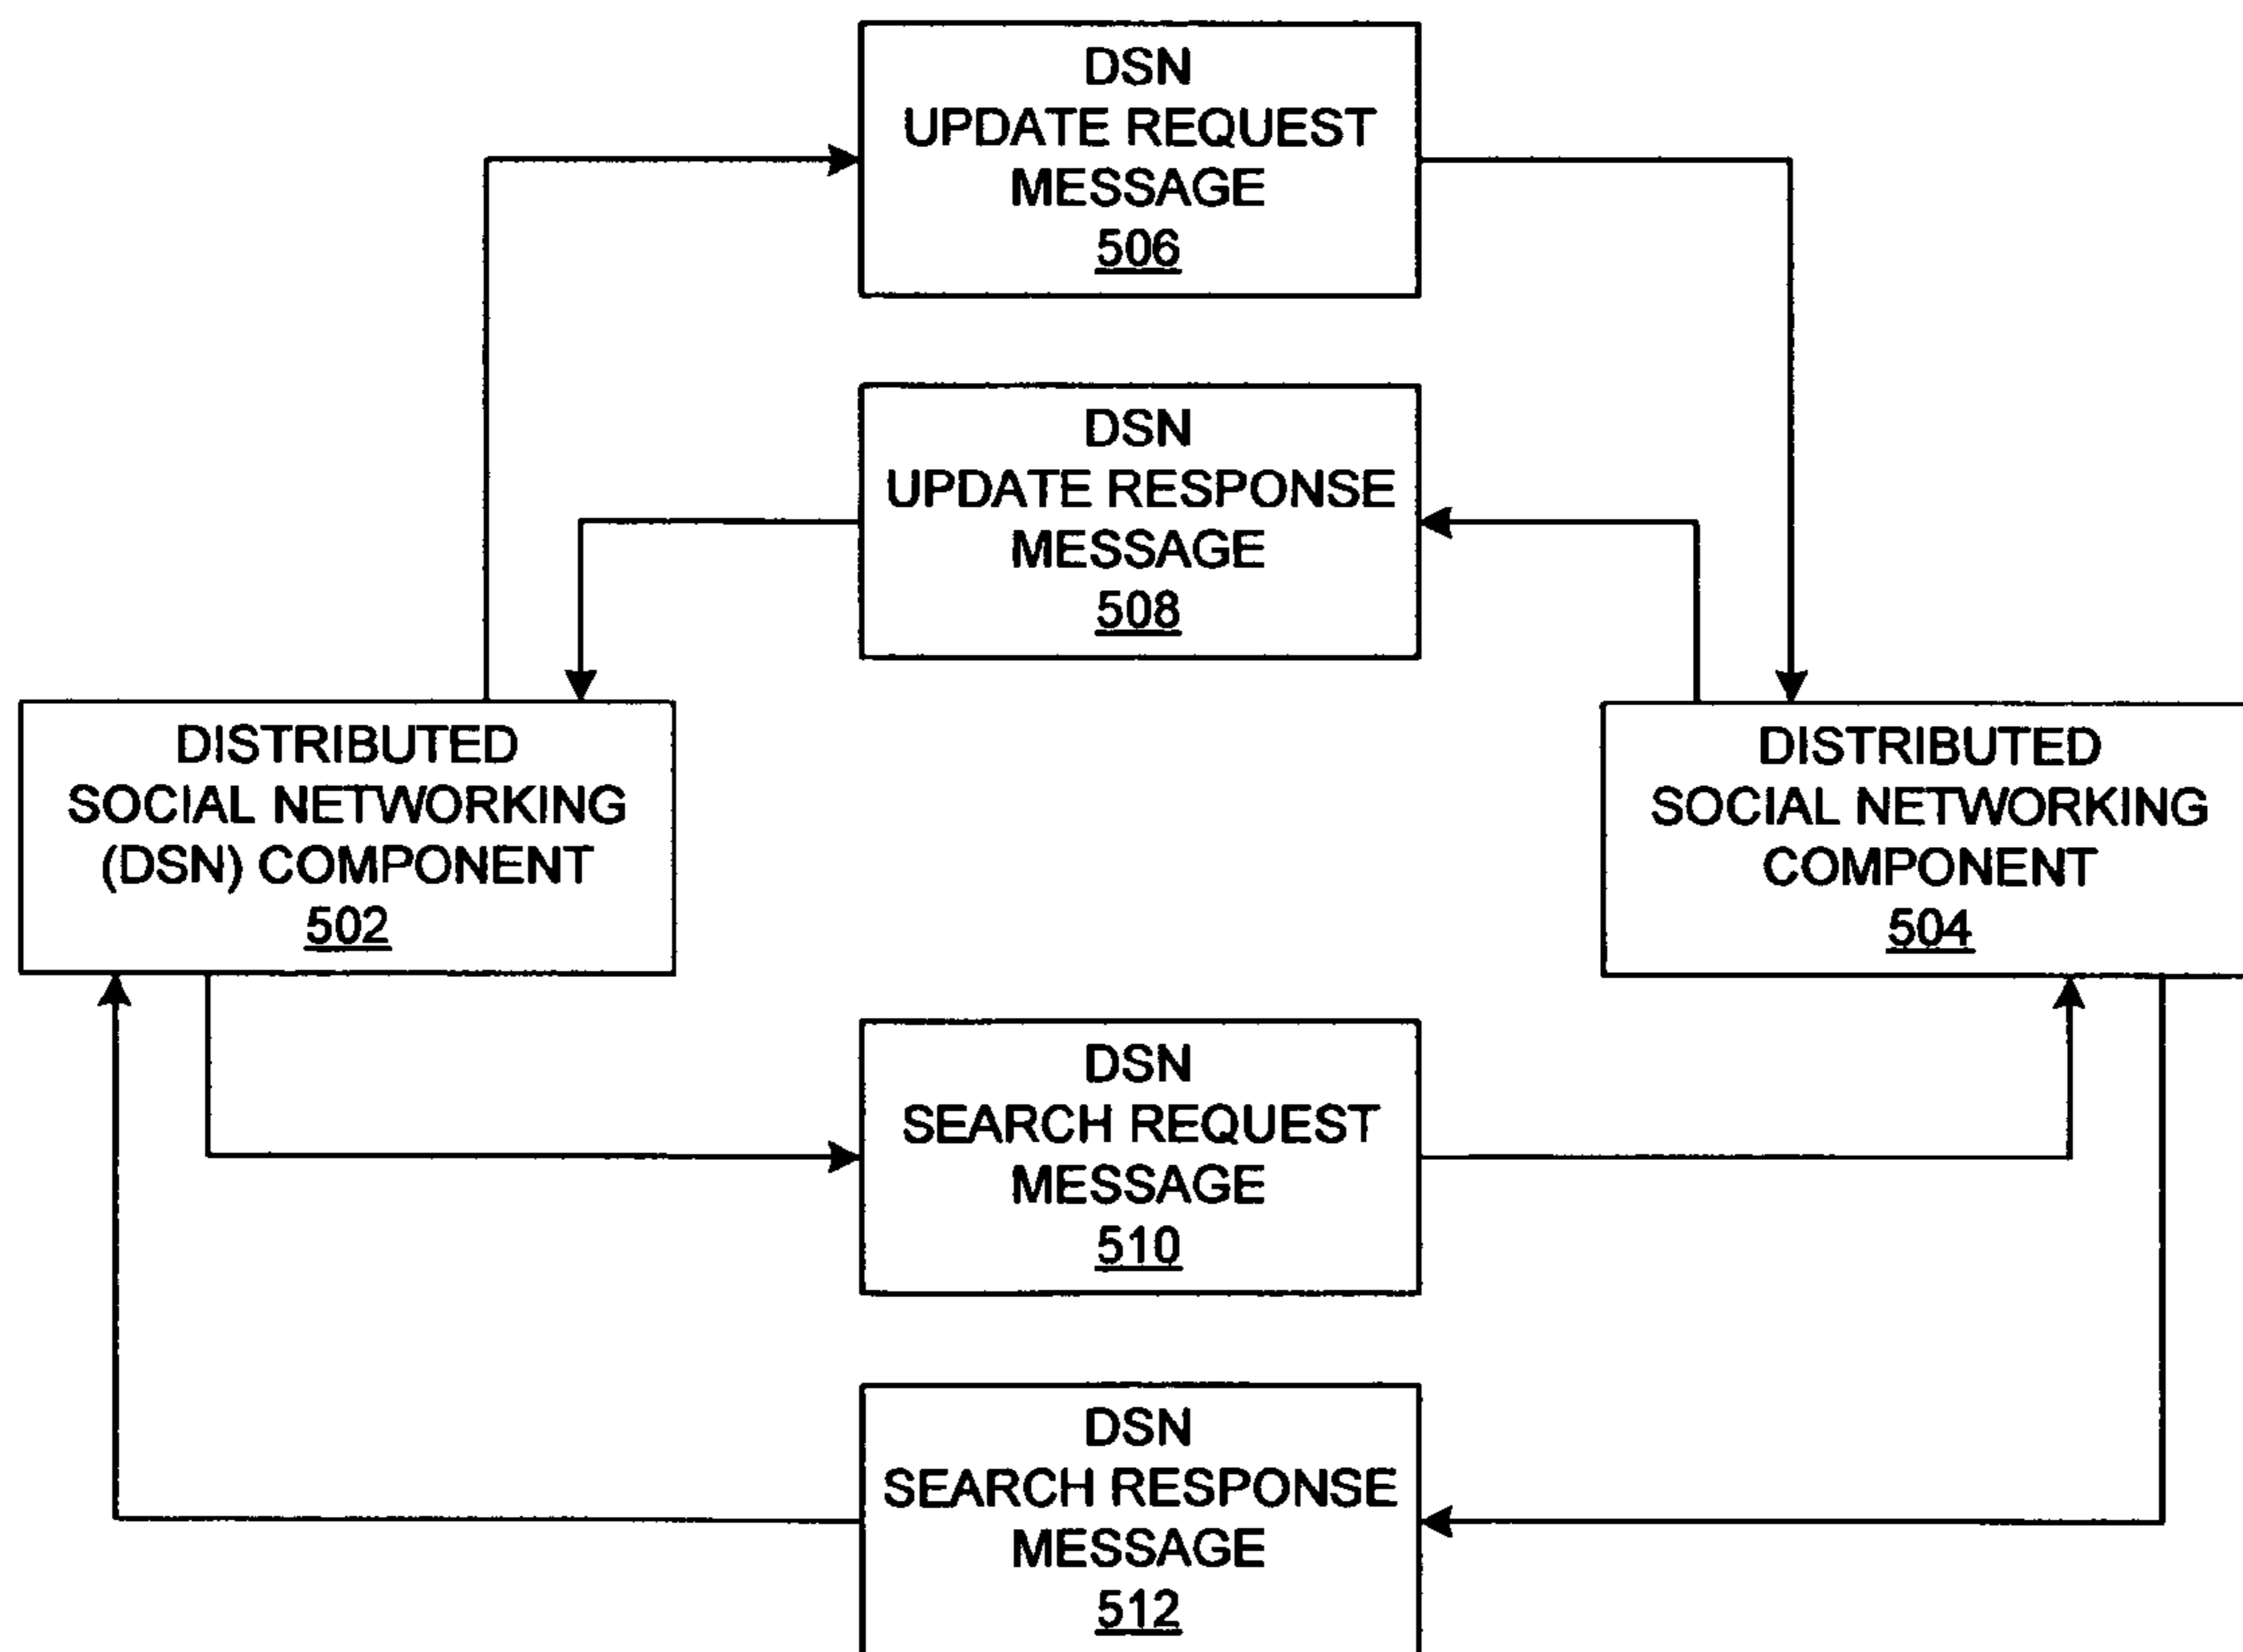 DSN
UPDATE REQUEST
MESSAGE
506
DSN
UPDATE RESPONSE
MESSAGE
508
DISTRIBUTED
SOCIAL NETWORKING
(DSN) COMPONENT
502
DISTRIBUTED
SOCIAL NETWORKING
COMPONENT
504
DSN
SEARCH REQUEST
MESSAGE
510
DSN
SEARCH RESPONSE
MESSAGE
512